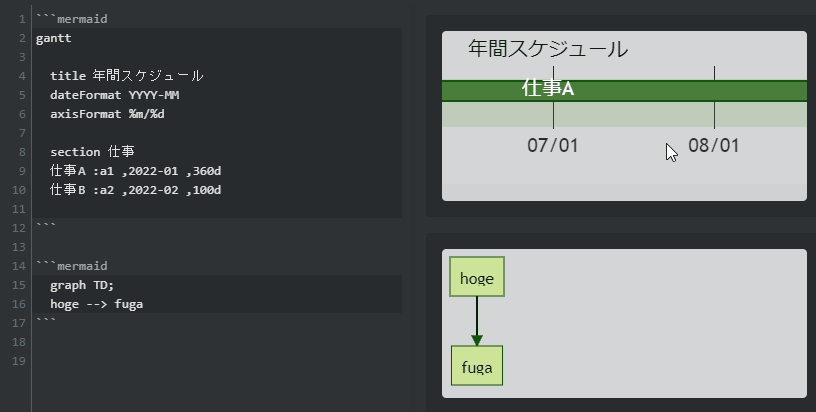 1 ```mermaid
2 gantt
3
4 title 年間スケジュール
5 dateFormat YYYY-MM
6 axisFormat %m/%d
7
8 section 仕事
9 仕事A :a1 ,2022-01 ,360d
10 仕事B :a2 ,2022-02 ,100d
11
12 ```
13
14 ```mermaid
15 graph TD;
16 hoge --> fuga
17 ```
18
19
年間スケジュール
仕事A
07/01 08/01
hoge
fuga